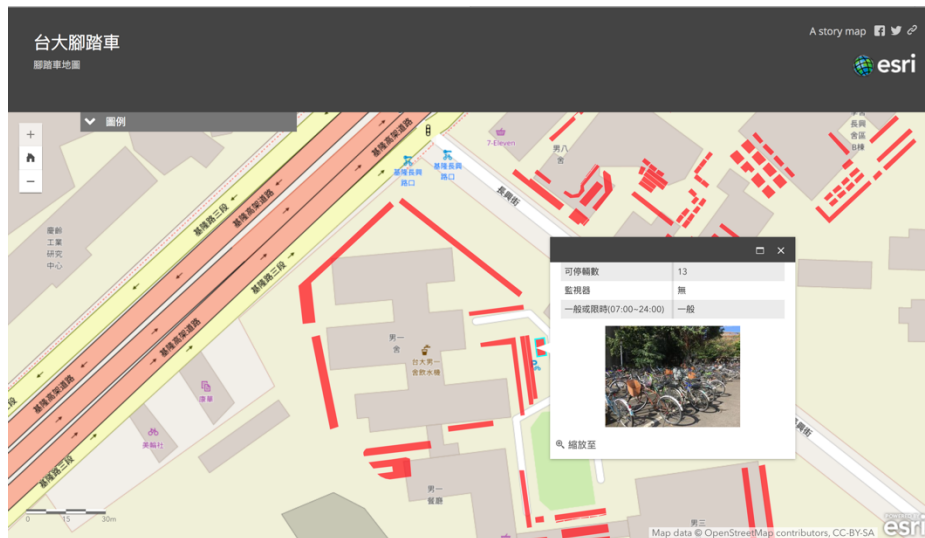 台大腳踏車
腳踏車地圖
A story map
esri
圖例
+
−
7-Eleven
男八
舍
長興
舍區
B棟
基隆高架道路
基隆長興
路口
基隆長興
路口
長興街
基隆路三段
基隆高架道路
慶齡
工業
研究
中心
基隆高架道路
基隆路三段
基隆路三段
可停輛數 13
監視器 無
一般或限時(07:00~24:00) 一般
縮放至
基隆高架道路
男一
舍
台大男一
舍飲水機
美輪社
基隆高架道路
長興街
基隆路三段
男一
餐廳
男三
0 15 30m
Map data © OpenStreetMap contributors, CC-BY-SA
esri